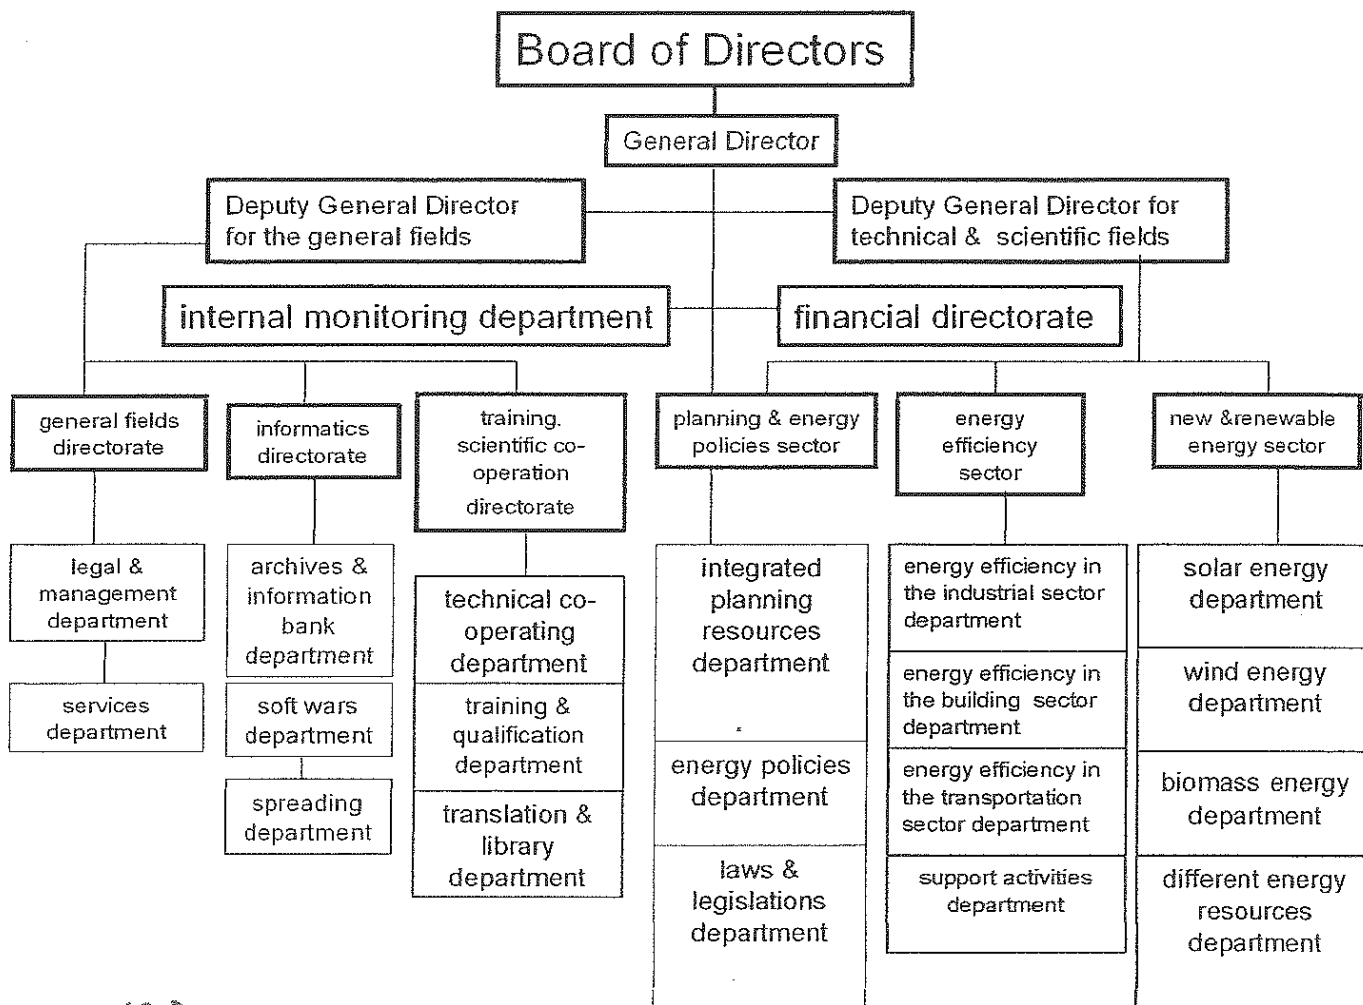 Board of Directors
General Director
Deputy General Director
for the general fields
Deputy General Director for
technical & scientific fields
internal monitoring department
financial directorate
general fields
directorate
informatics
directorate
training.
scientific co-
operation
directorate
planning & energy
policies sector
energy
efficiency
sector
new &renewable
energy sector
legal &
management
department
services
department
archives &
information
bank
department
soft wars
department
spreading
department
technical co-
operating
department
training &
qualification
department
translation &
library
department
integrated
planning
resources
department
energy policies
department
laws &
legislations
department
energy efficiency in
the industrial sector
department
energy efficiency in
the building sector
department
energy efficiency in
the transportation
sector department
support activities
department
solar energy
department
wind energy
department
biomass energy
department
different energy
resources
department